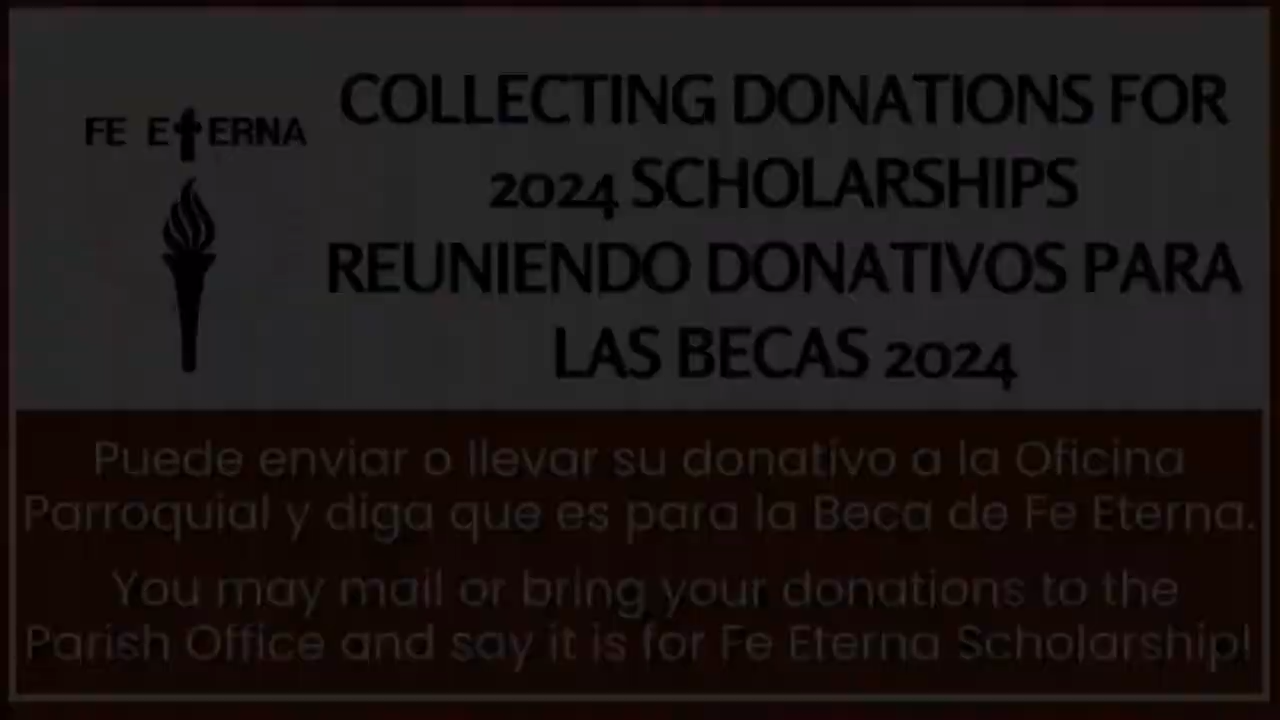 FE E✝ERNA
COLLECTING DONATIONS FOR
2024 SCHOLARSHIPS
REUNIENDO DONATIVOS PARA
LAS BECAS 2024
Puede enviar o llevar su donativo a la Oficina
Parroquial y diga que es para la Beca de Fe Eterna.
You may mail or bring your donations to the
Parish Office and say it is for Fe Eterna Scholarship!